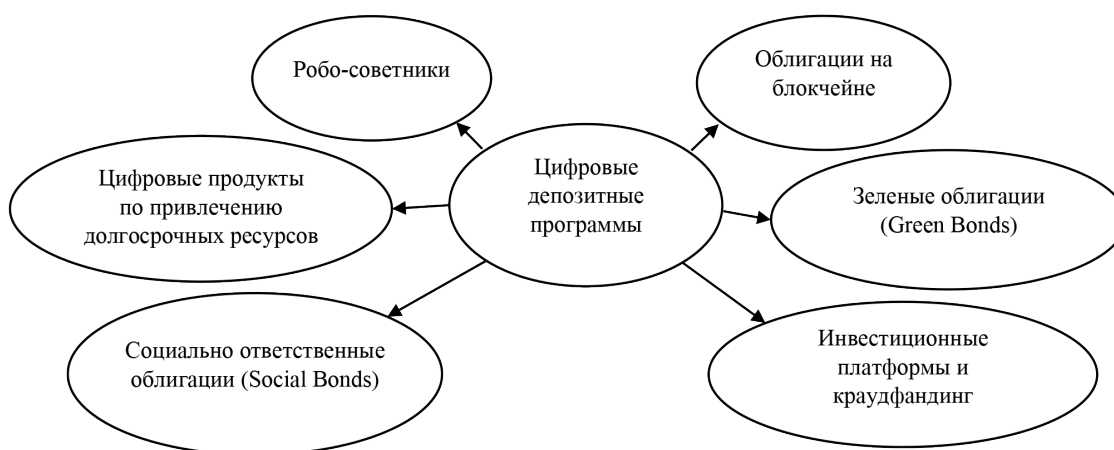 Робо-советники
Облигации на
блокчейне
Цифровые
депозитные
программы
Цифровые продукты
по привлечению
долгосрочных ресурсов
Зеленые облигации
(Green Bonds)
Социально ответственные
облигации (Social Bonds)
Инвестиционные
платформы и
краудфандинг